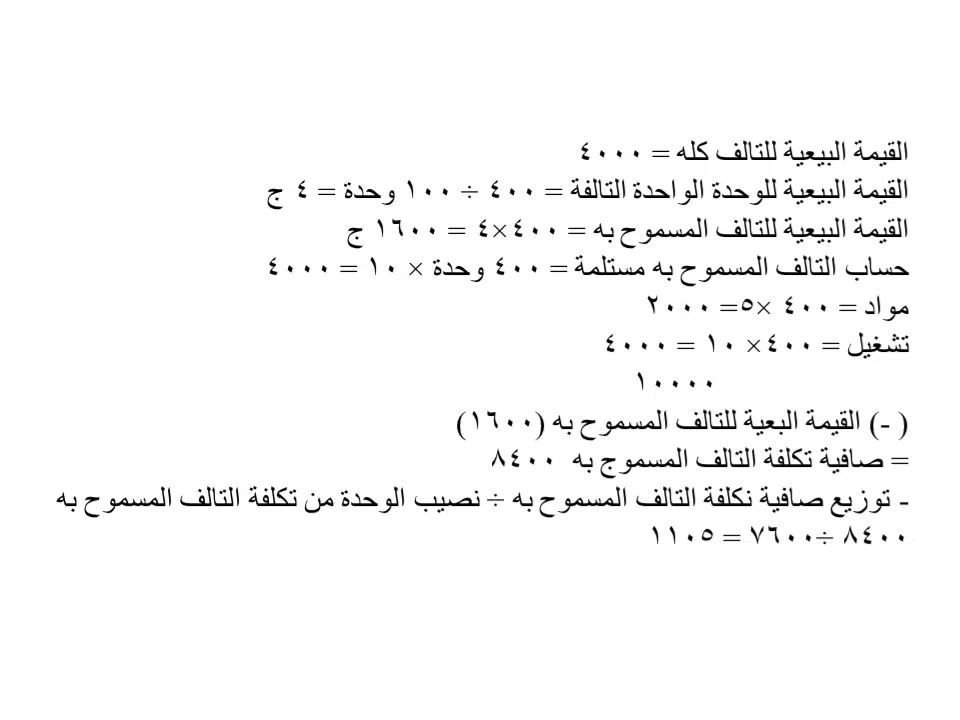 القيمة البيعية للتالف كله = ٤٠٠٠
القيمة البيعية للوحدة الواحدة التالفة = ٤٠٠ ÷ ١٠٠ وحدة = ٤ ج
القيمة البيعية للتالف المسموح به = ٤٠٠×٤ = ١٦٠٠ ج
حساب التالف المسموح به مستلمة = ٤٠٠ وحدة × ١٠ = ٤٠٠٠
مواد = ٤٠٠ ×٥= ٢٠٠٠
تشغيل = ٤٠٠× ١٠ = ٤٠٠٠
١٠٠٠٠
( -) القيمة البعية للتالف المسموح به (١٦٠٠)
= صافية تكلفة التالف المسموج به ٨٤٠٠
- توزيع صافية نكلفة التالف المسموح به ÷ نصيب الوحدة من تكلفة التالف المسموح به
٨٤٠٠ ÷٧٦٠٠ = ١١٠٥